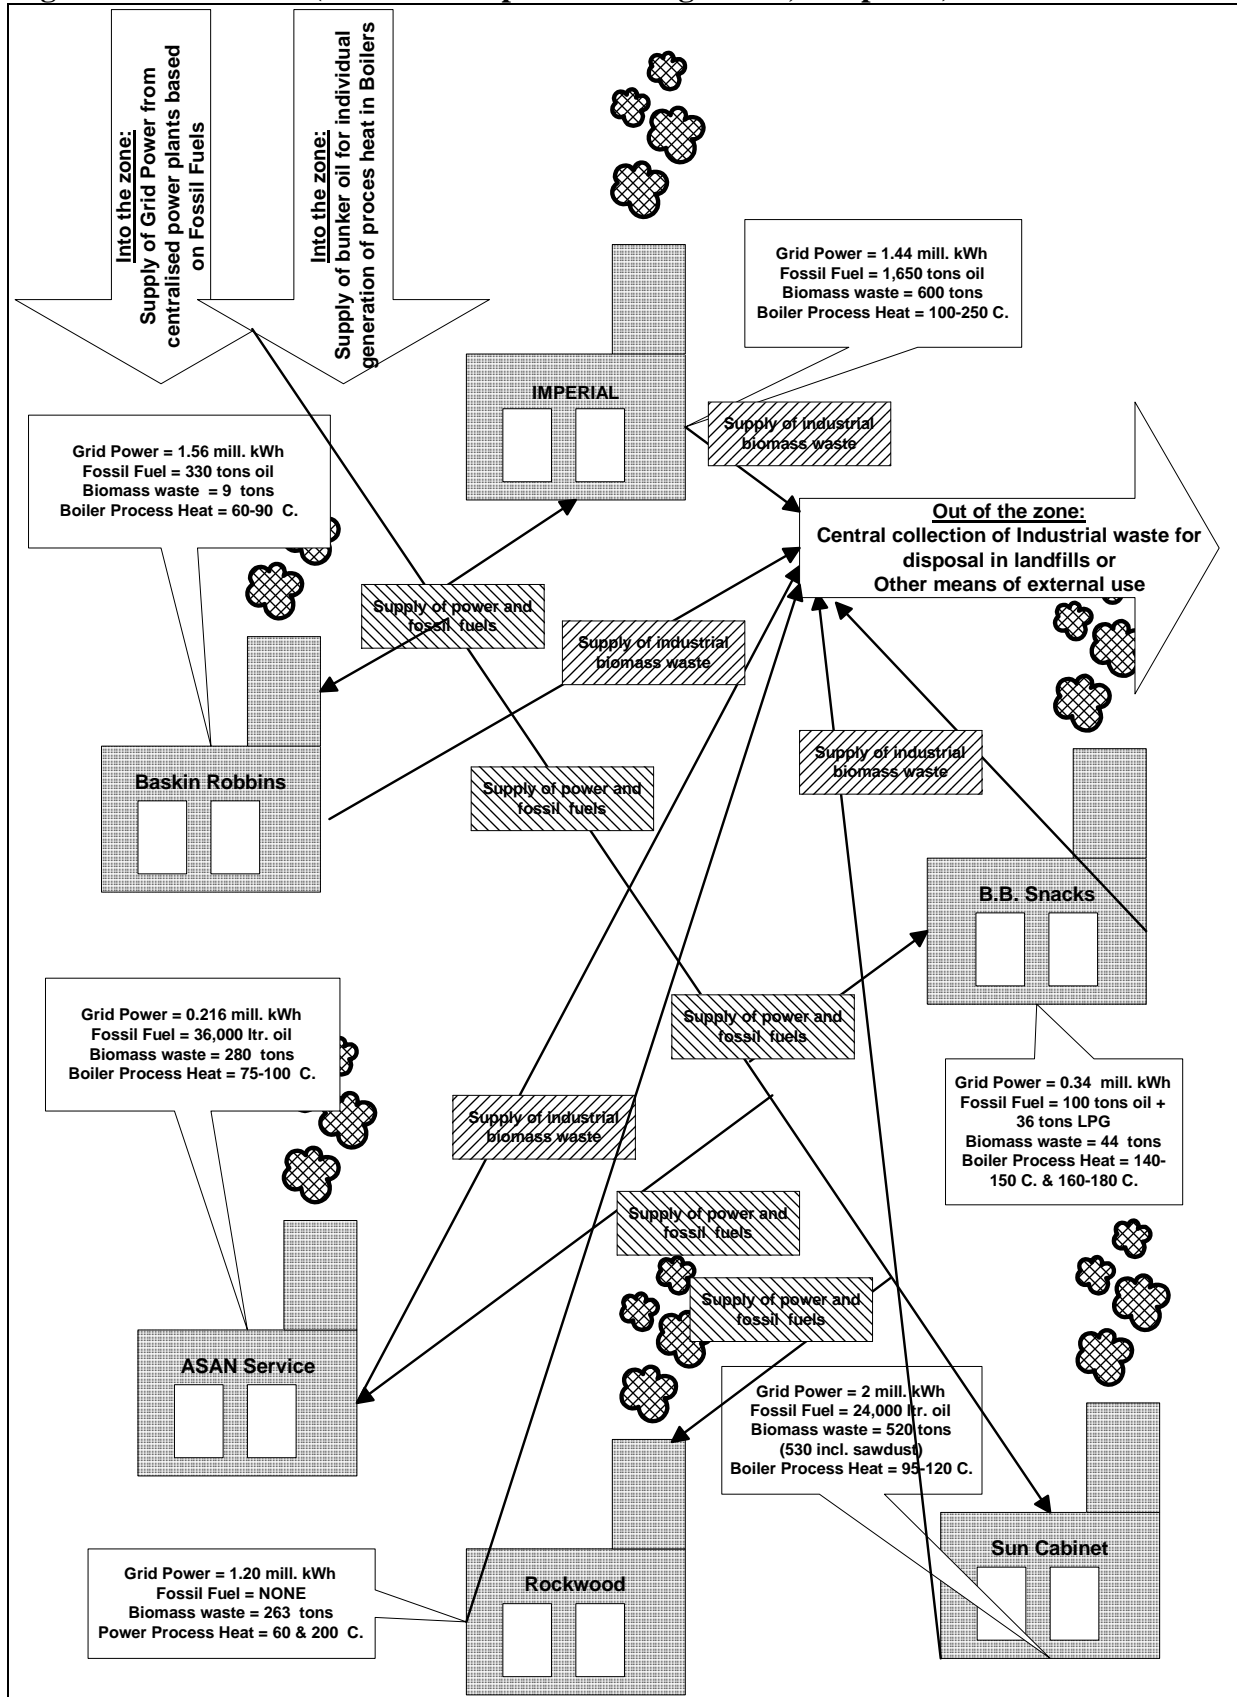 Into the zone:
Supply of Grid Power from
centralised power plants based
on Fossil Fuels
Into the zone:
Supply of bunker oil for individual
generation of proces heat in Boilers
Grid Power = 1.44 mill. kWh
Fossil Fuel = 1,650 tons oil
Biomass waste = 600 tons
Boiler Process Heat = 100-250 C.
IMPERIAL
Supply of industrial
biomass waste
Grid Power = 1.56 mill. kWh
Fossil Fuel = 330 tons oil
Biomass waste = 9 tons
Boiler Process Heat = 60-90 C.
Out of the zone:
Central collection of Industrial waste for
disposal in landfills or
Other means of external use
Supply of power and
fossil fuels
Supply of industrial
biomass waste
Supply of industrial
biomass waste
Baskin Robbins
Supply of power and
fossil fuels
B.B. Snacks
Grid Power = 0.216 mill. kWh
Fossil Fuel = 36,000 ltr. oil
Biomass waste = 280 tons
Boiler Process Heat = 75-100 C.
Supply of power and
fossil fuels
Grid Power = 0.34 mill. kWh
Fossil Fuel = 100 tons oil +
36 tons LPG
Biomass waste = 44 tons
Boiler Process Heat = 140-
150 C. & 160-180 C.
Supply of industrial
biomass waste
Supply of power and
fossil fuels
Supply of power and
fossil fuels
ASAN Service
Grid Power = 2 mill. kWh
Fossil Fuel = 24,000 ltr. oil
Biomass waste = 520 tons
(530 incl. sawdust)
Boiler Process Heat = 95-120 C.
Sun Cabinet
Grid Power = 1.20 mill. kWh
Fossil Fuel = NONE
Biomass waste = 263 tons
Power Process Heat = 60 & 200 C.
Rockwood